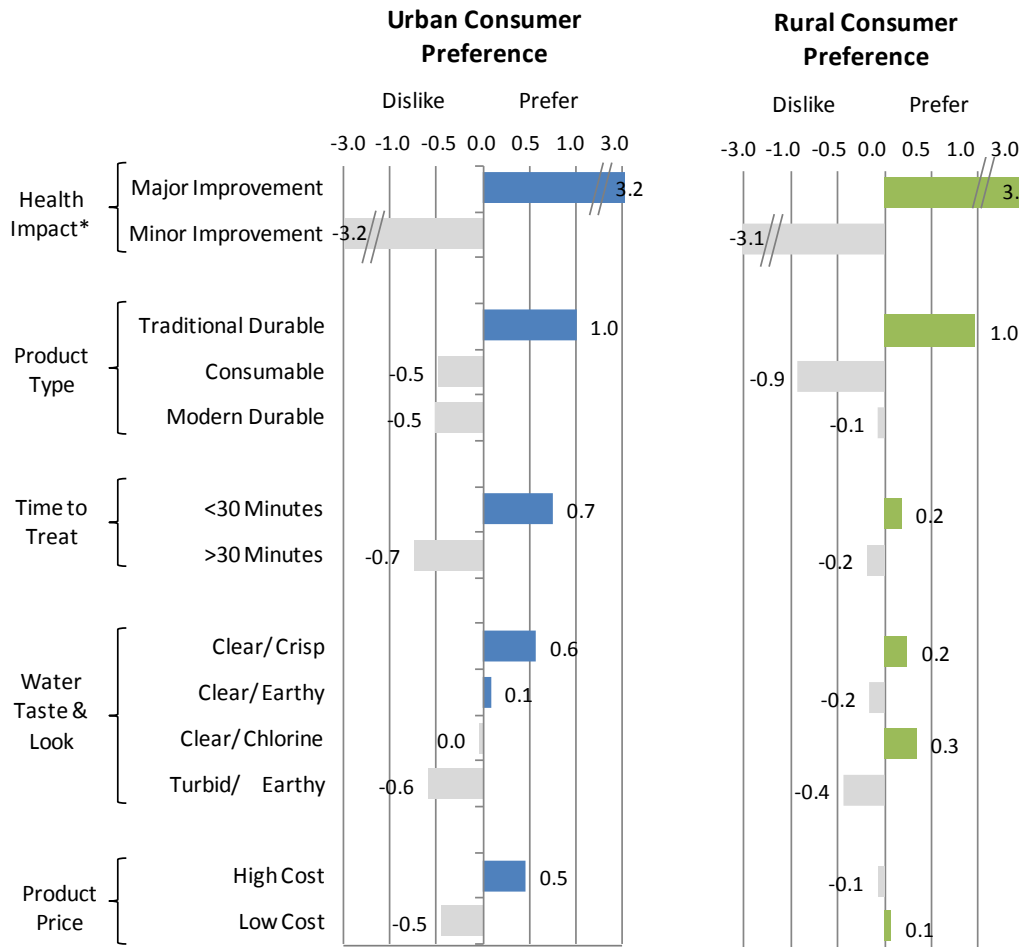 Urban Consumer
Preference
Rural Consumer
Preference
Dislike Prefer
Dislike Prefer
-3.0 -1.0 -0.5 0.0 0.5 1.0 3.0
-3.0 -1.0 -0.5 0.0 0.5 1.0 3.0
Health
Impact*
Major Improvement 3.2 3.
Minor Improvement -3.2 -3.1
Product
Type
Traditional Durable 1.0 1.0
Consumable -0.5 -0.9
Modern Durable -0.5 -0.1
Time to
Treat
<30 Minutes 0.7 0.2
>30 Minutes -0.7 -0.2
Water
Taste &
Look
Clear/ Crisp 0.6 0.2
Clear/ Earthy 0.1 -0.2
Clear/ Chlorine 0.0 0.3
Turbid/ Earthy -0.6 -0.4
Product
Price
High Cost 0.5 -0.1
Low Cost -0.5 0.1